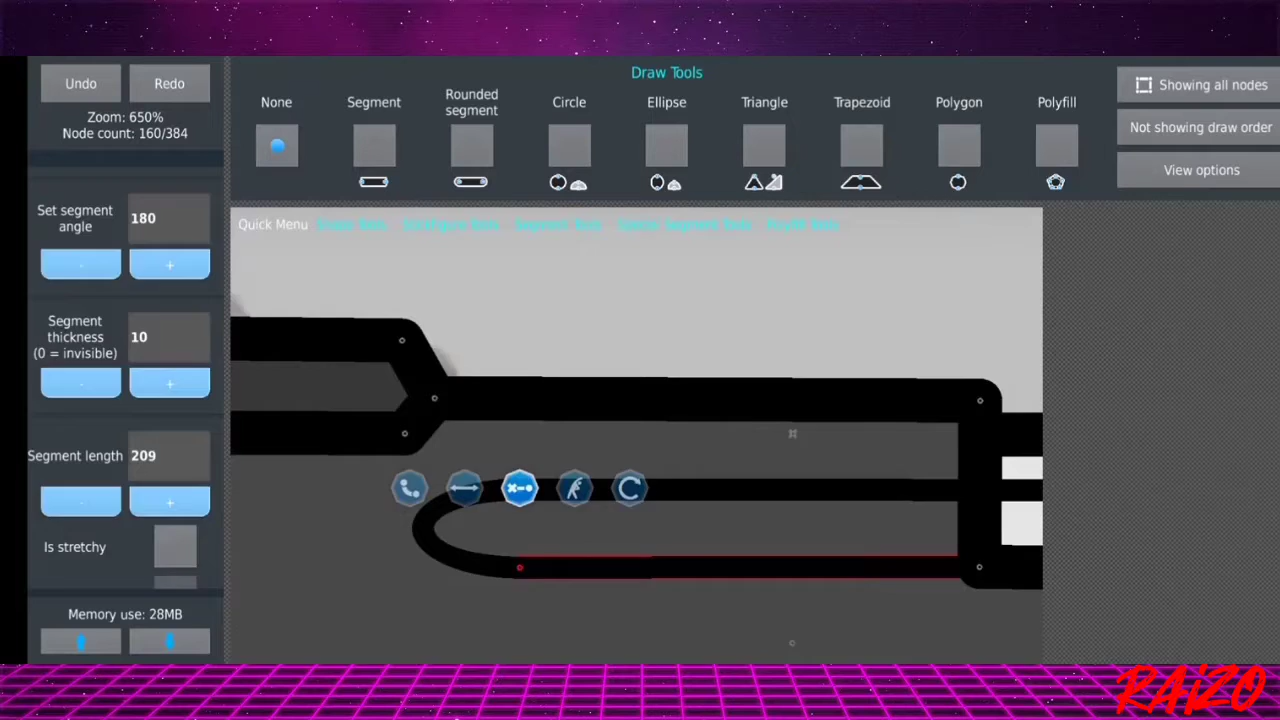 Undo Redo
Zoom: 650%
Node count: 160/384
Set segment
angle
180
- +
Segment
thickness
(0 = invisible)
10
- +
Segment length
209
- +
Is stretchy
Memory use: 28MB
Draw Tools
None Segment Rounded
segment Circle Ellipse Triangle Trapezoid Polygon Polyfill
Showing all nodes
Not showing draw order
View options
Quick Menu
RAiZO